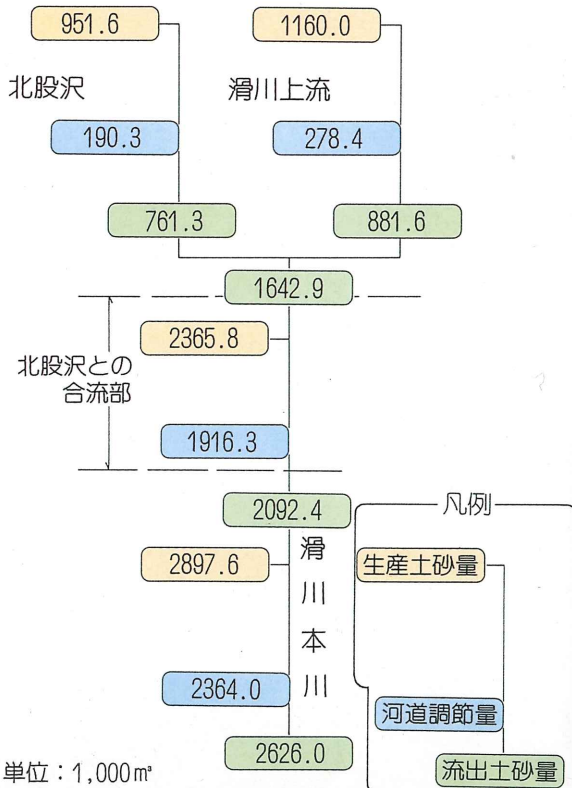 951.6
1160.0
北股沢
滑川上流
190.3
278.4
761.3
881.6
1642.9
2365.8
北股沢との
合流部
1916.3
2092.4
凡例
2897.6
滑川本川
生産土砂量
2364.0
河道調節量
2626.0
流出土砂量
単位：1,000㎥